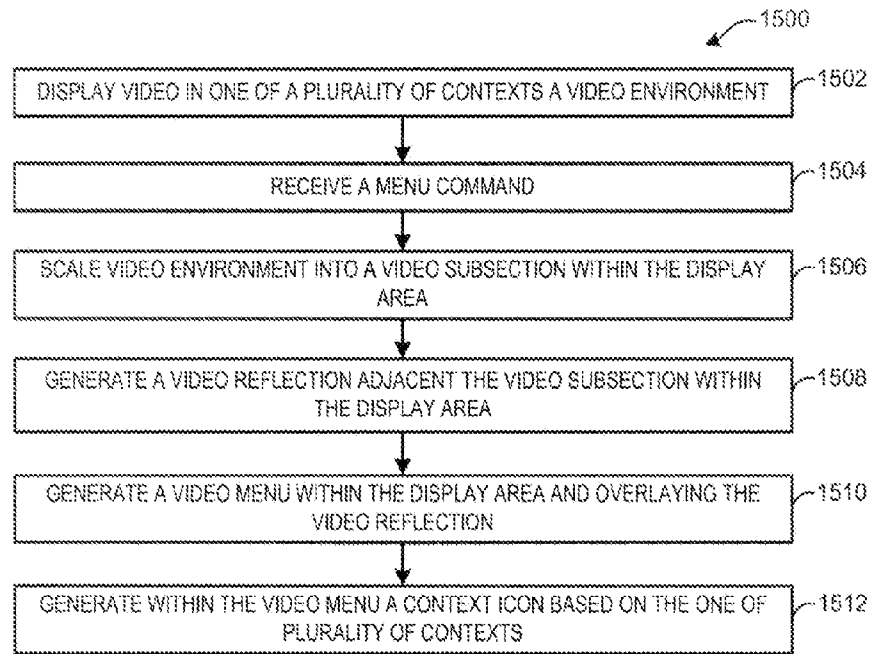 1500
DISPLAY VIDEO IN ONE OF A PLURALITY OF CONTEXTS A VIDEO ENVIRONMENT
1502
RECEIVE A MENU COMMAND
1504
SCALE VIDEO ENVIRONMENT INTO A VIDEO SUBSECTION WITHIN THE DISPLAY
AREA
1506
GENERATE A VIDEO REFLECTION ADJACENT THE VIDEO SUBSECTION WITHIN
THE DISPLAY AREA
1508
GENERATE A VIDEO MENU WITHIN THE DISPLAY AREA AND OVERLAYING THE
VIDEO REFLECTION
1510
GENERATE WITHIN THE VIDEO MENU A CONTEXT ICON BASED ON THE ONE OF
PLURALITY OF CONTEXTS
1512